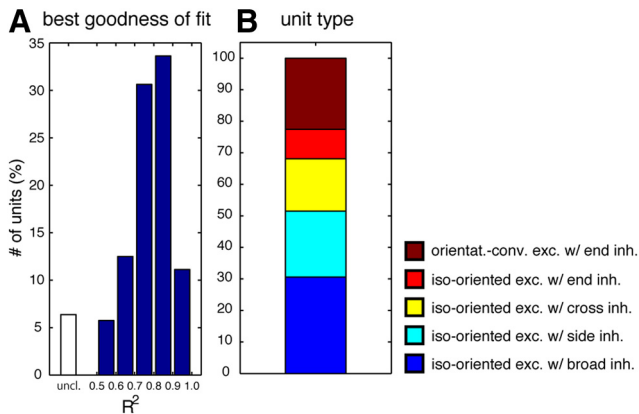 A best goodness of fit
# of units (%)
35
30
25
20
15
10
5
0
uncl. 0.5 0.6 0.7 0.8 0.9 1.0
R²
B unit type
100
90
80
70
60
50
40
30
20
10
0
orientat.-conv. exc. w/ end inh.
iso-oriented exc. w/ end inh.
iso-oriented exc. w/ cross inh.
iso-oriented exc. w/ side inh.
iso-oriented exc. w/ broad inh.